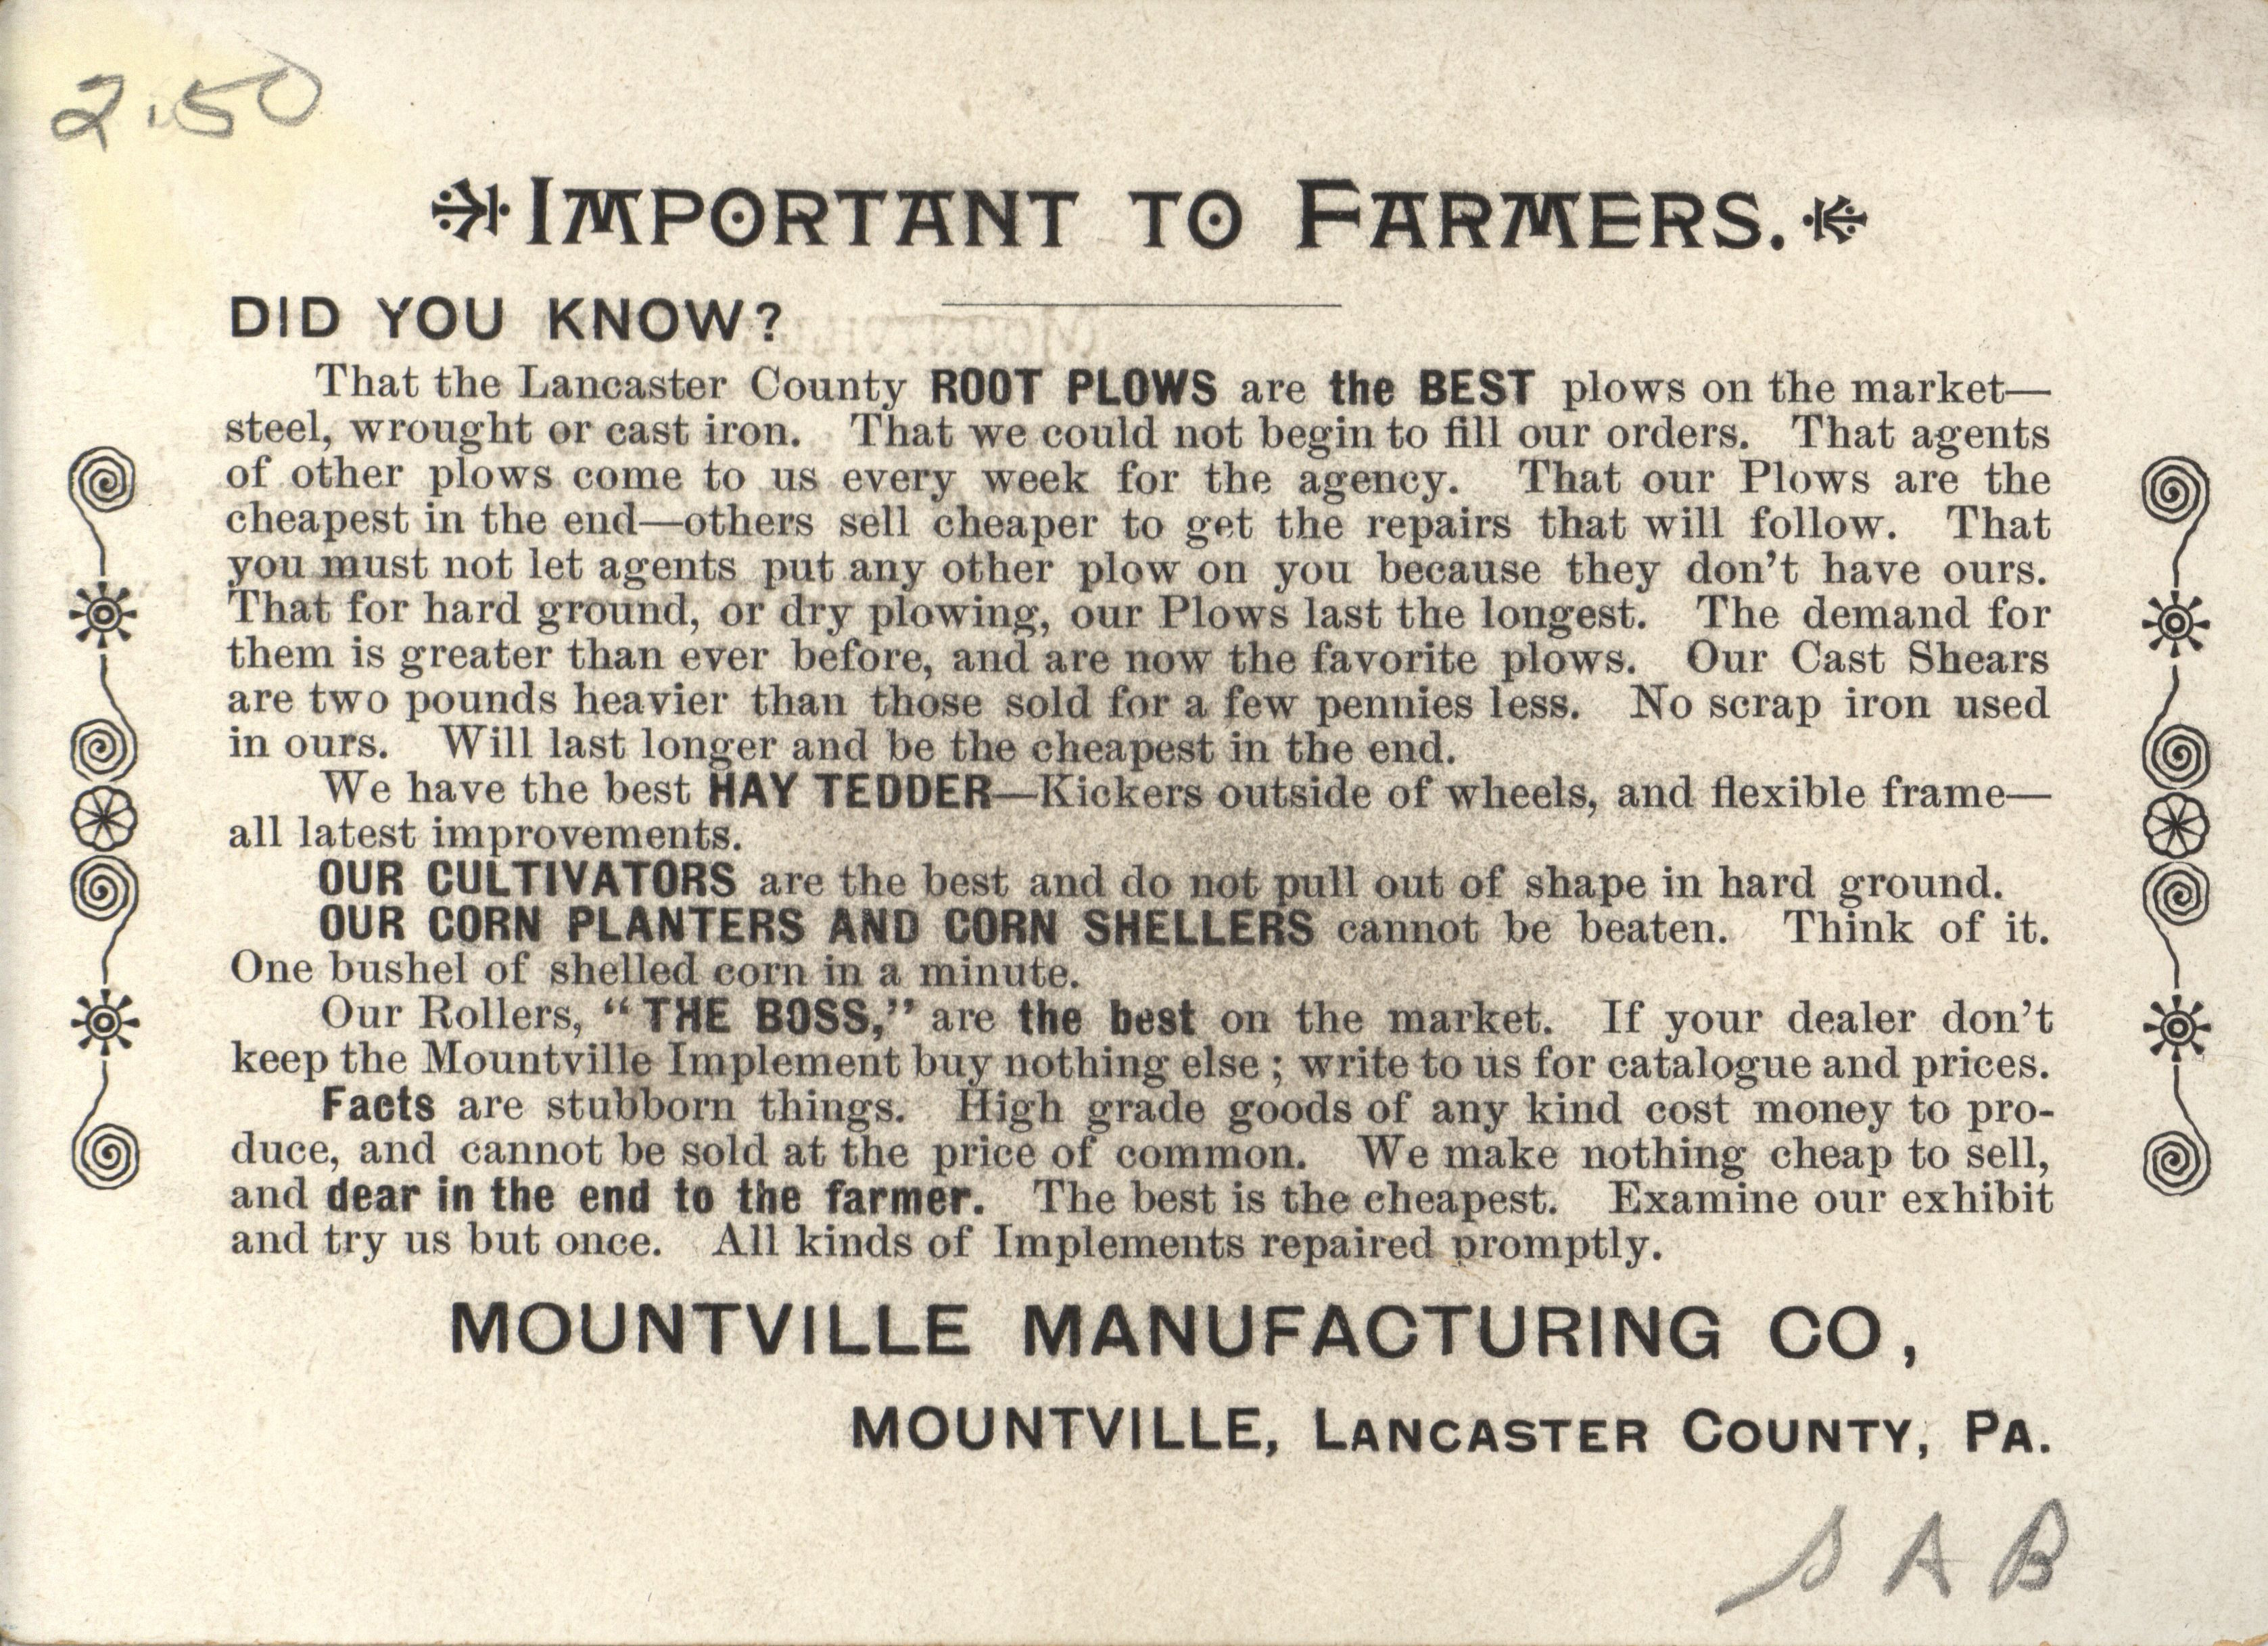 2.50
IMPORTANT TO FARMERS.
DID YOU KNOW?
That the Lancaster County ROOT PLOWS are the BEST plows on the market—
steel, wrought or cast iron. That we could not begin to fill our orders. That agents
of other plows come to us every week for the agency. That our Plows are the
cheapest in the end—others sell cheaper to get the repairs that will follow. That
you must not let agents put any other plow on you because they don't have ours.
That for hard ground, or dry plowing, our Plows last the longest. The demand for
them is greater than ever before, and are now the favorite plows. Our Cast Shears
are two pounds heavier than those sold for a few pennies less. No scrap iron used
in ours. Will last longer and be the cheapest in the end.
We have the best HAY TEDDER—Kickers outside of wheels, and flexible frame—
all latest improvements.
OUR CULTIVATORS are the best and do not pull out of shape in hard ground.
OUR CORN PLANTERS AND CORN SHELLERS cannot be beaten. Think of it.
One bushel of shelled corn in a minute.
Our Rollers, "THE BOSS," are the best on the market. If your dealer don't
keep the Mountville Implement buy nothing else; write to us for catalogue and prices.
Facts are stubborn things. High grade goods of any kind cost money to pro-
duce, and cannot be sold at the price of common. We make nothing cheap to sell,
and dear in the end to the farmer. The best is the cheapest. Examine our exhibit
and try us but once. All kinds of Implements repaired promptly.
MOUNTVILLE MANUFACTURING CO,
MOUNTVILLE, LANCASTER COUNTY, PA.
S A B